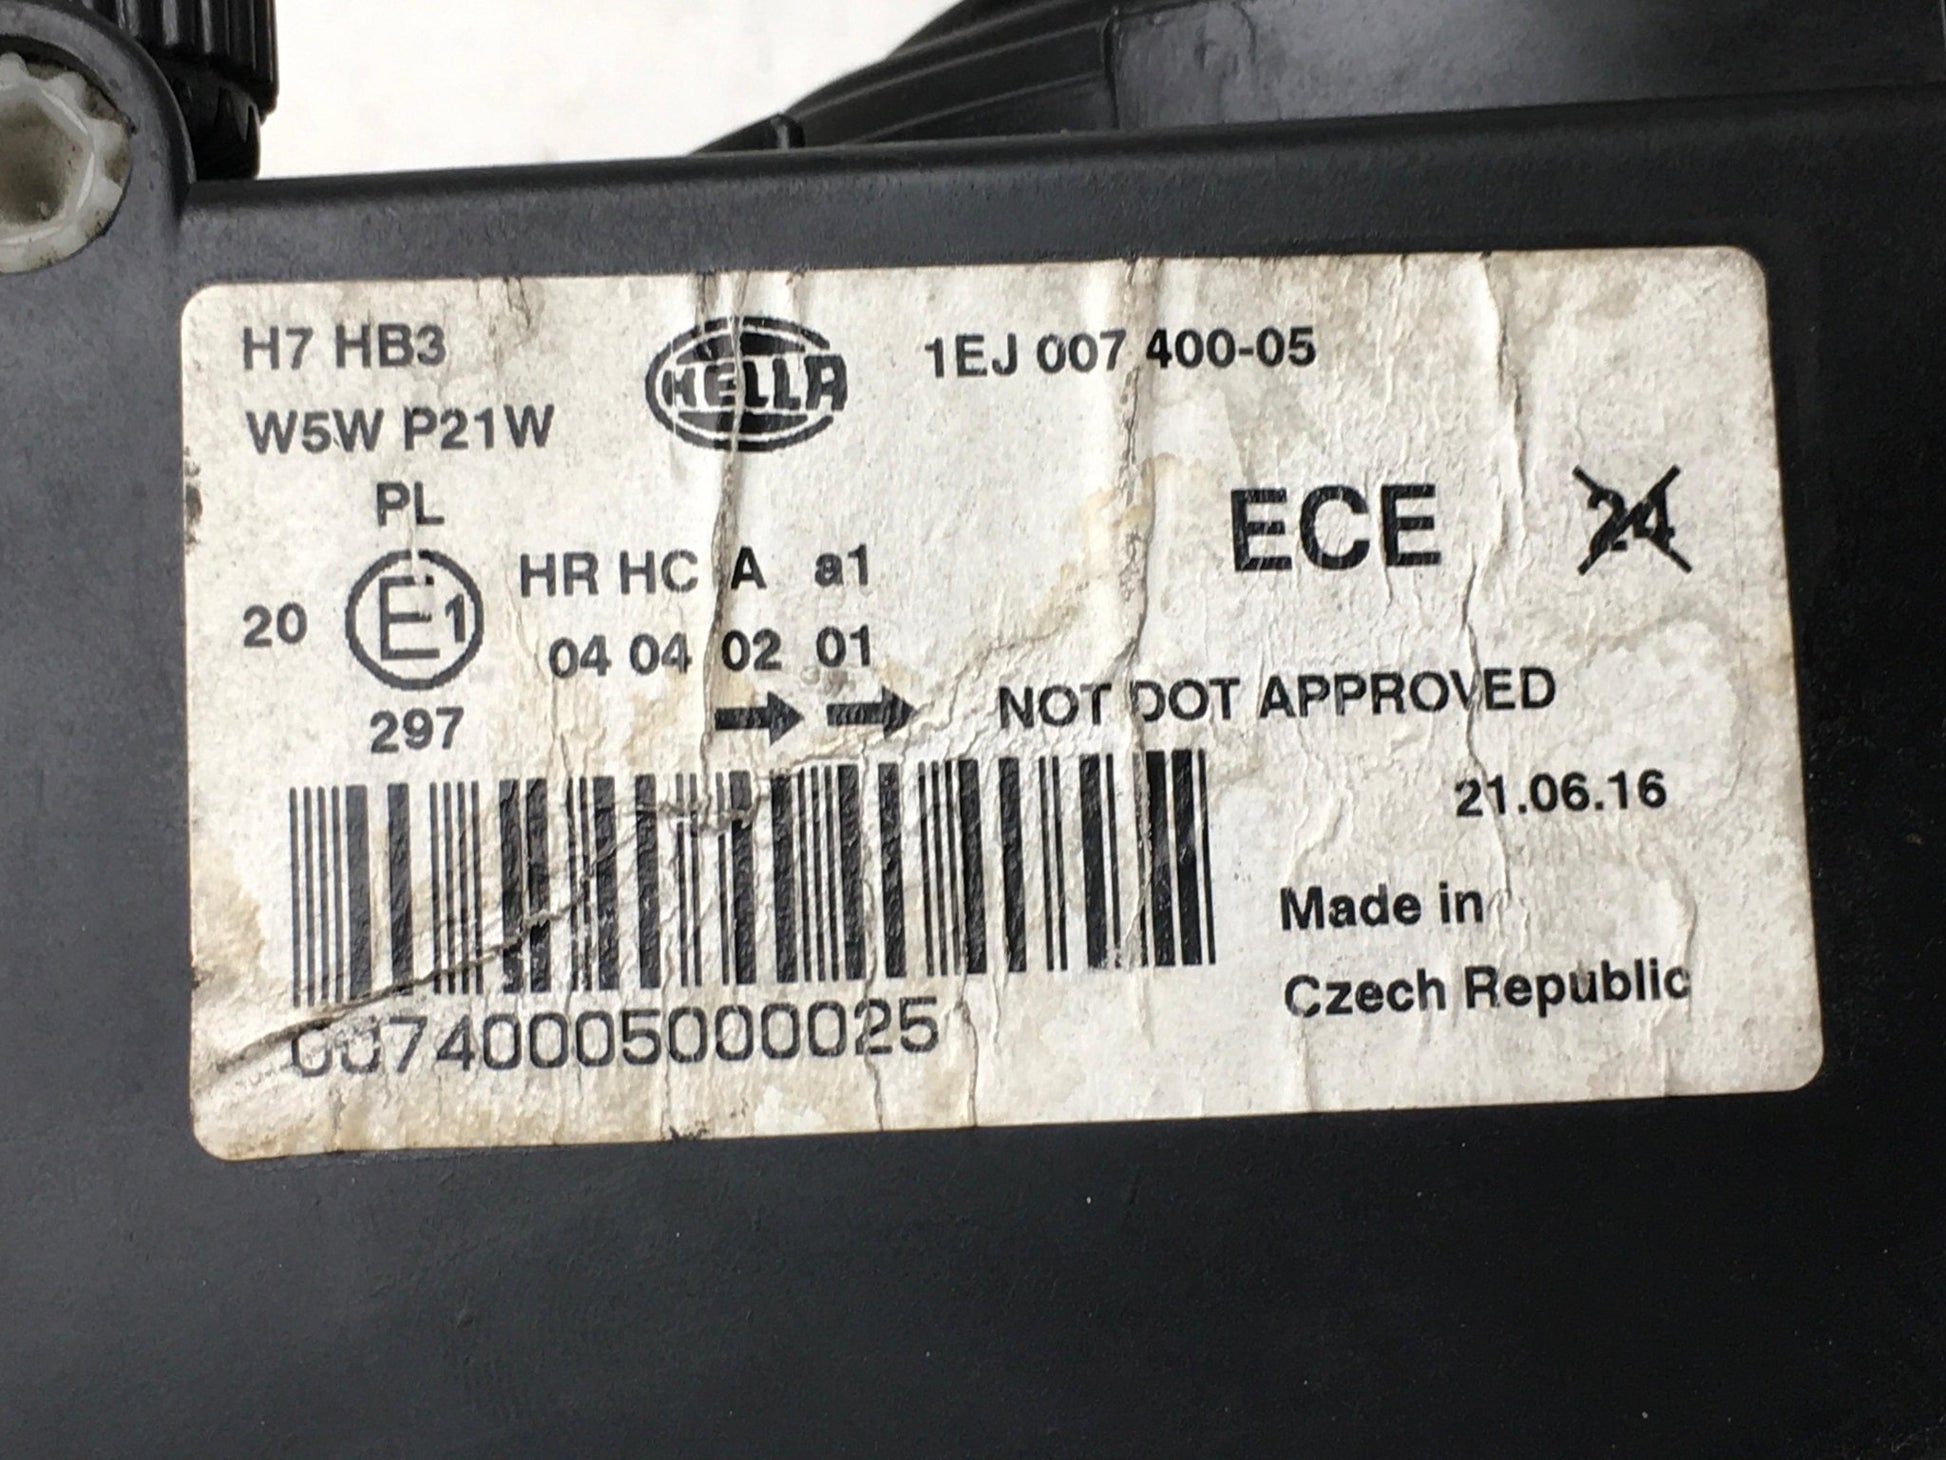 H7 HB3
HELLA
1EJ 007 400-05
W5W P21W
PL
ECE
24
20 E1 HR HC A a1
04 04 02 01
297
NOT DOT APPROVED
21.06.16
Made in
Czech Republic
00740005000025